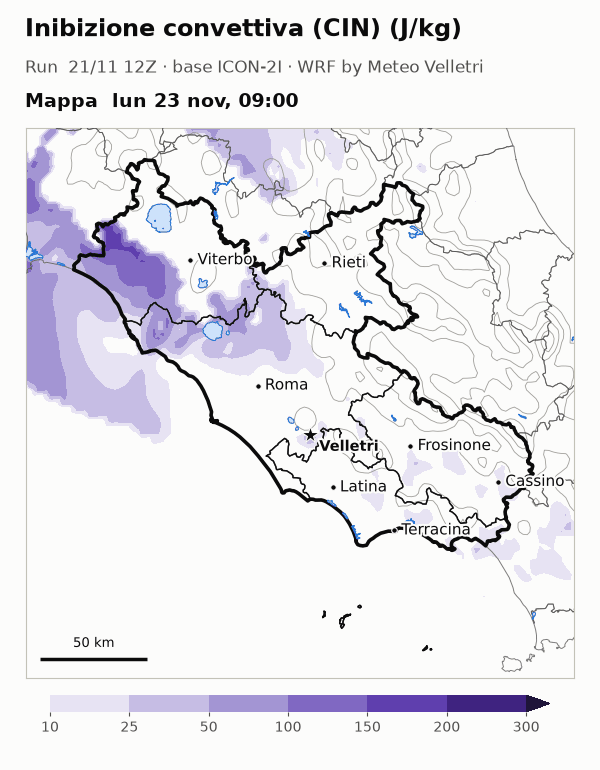 Inibizione convettiva (CIN) (J/kg)
Run 21/11 12Z · base ICON-2I · WRF by Meteo Velletri
Mappa lun 23 nov, 09:00
Viterbo
Rieti
Roma
Velletri
Frosinone
Cassino
Latina
Terracina
50 km
10 25 50 100 150 200 300